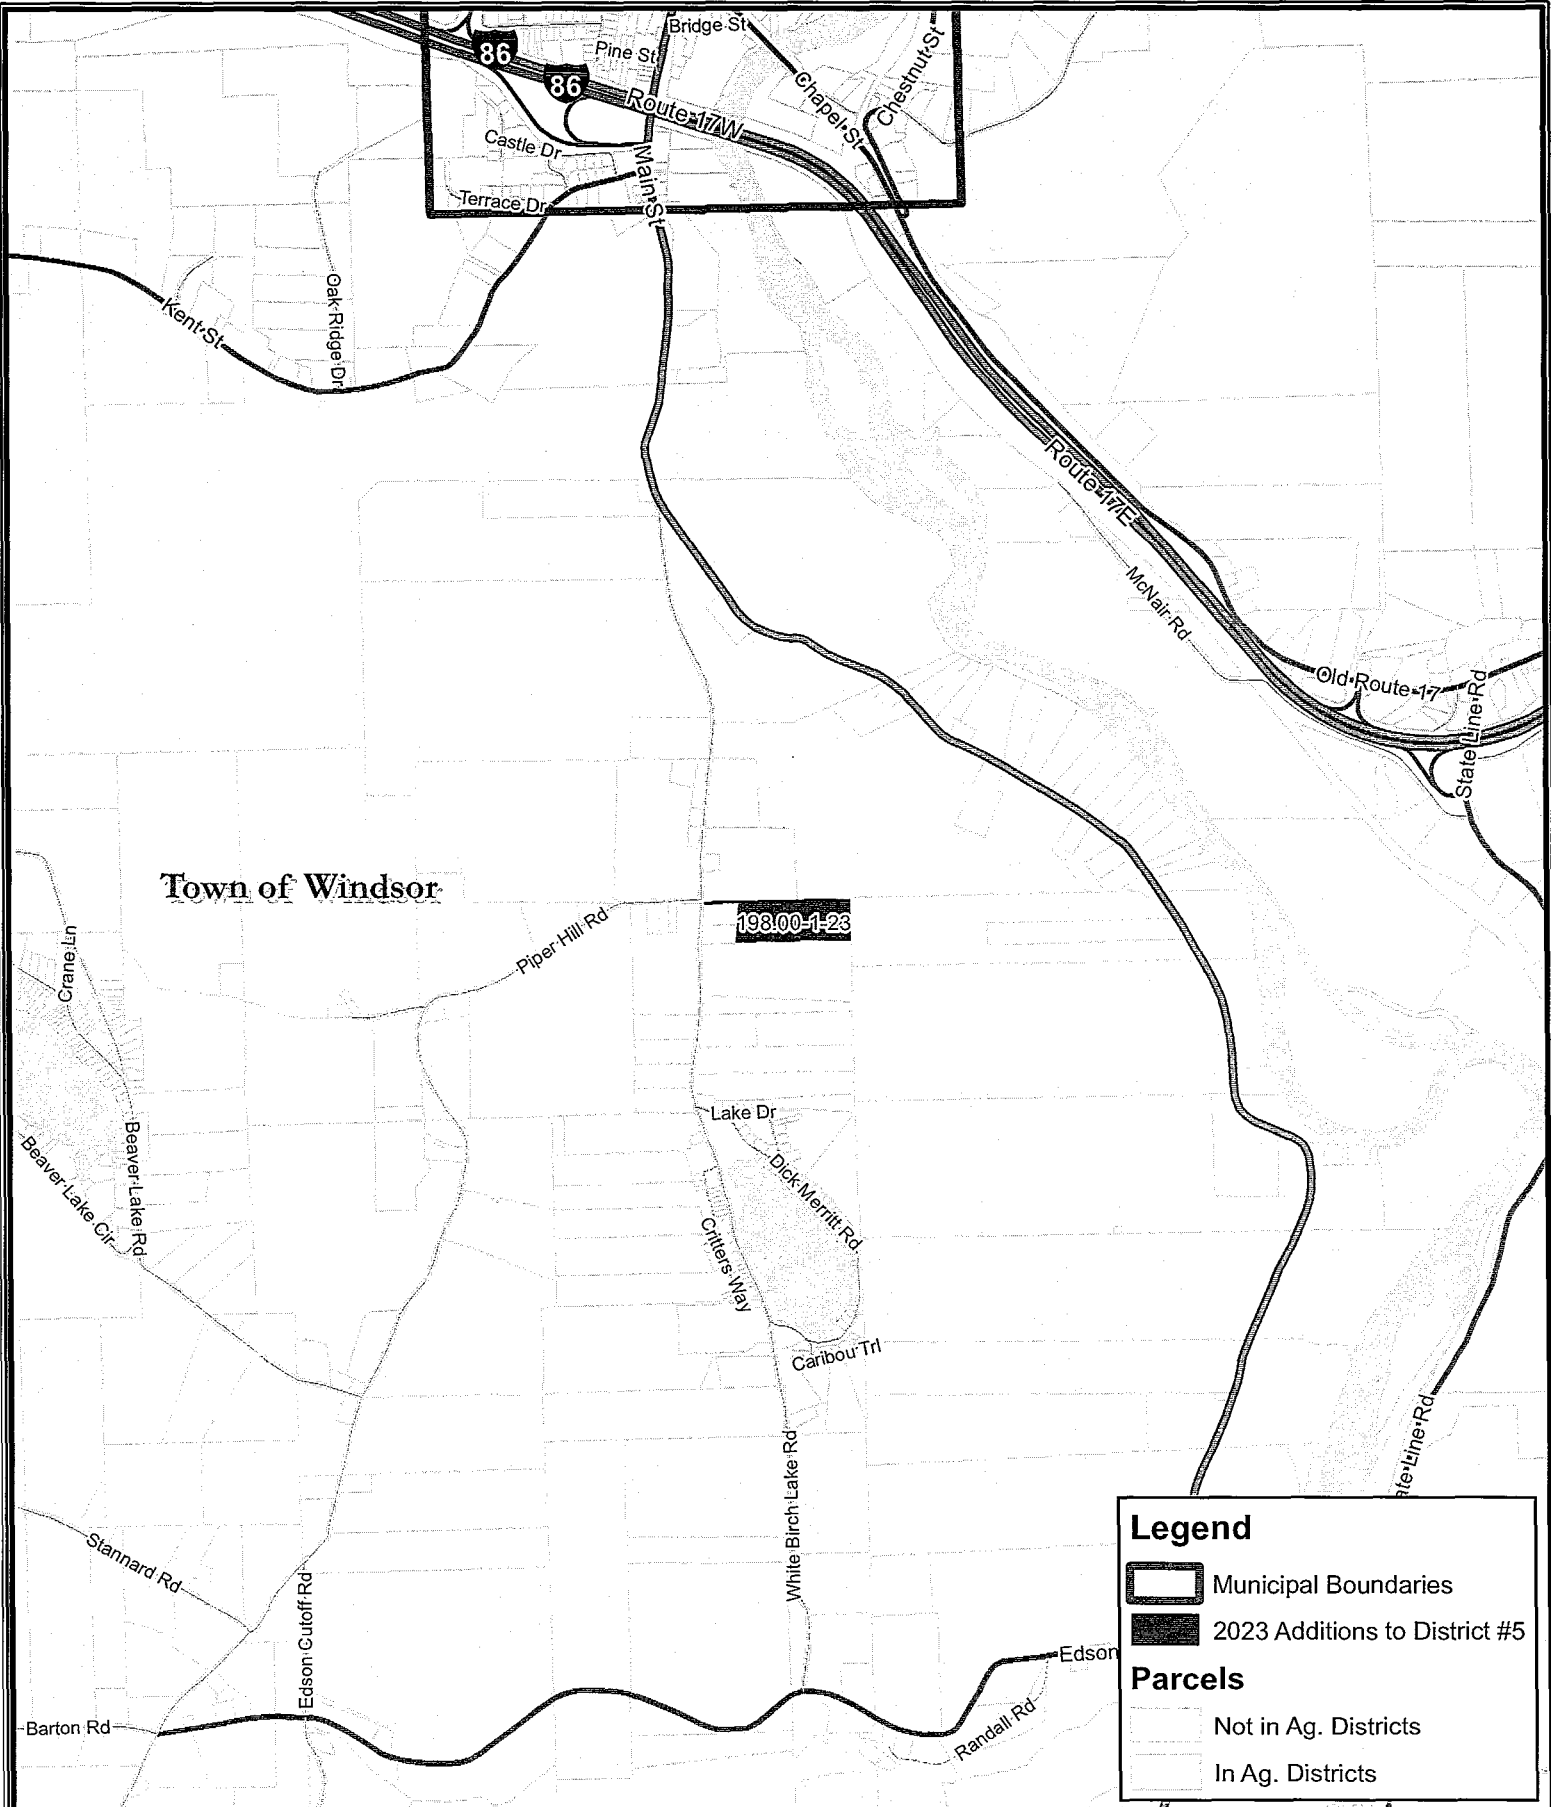 Bridge St
Pine St
86
86
Route 17W
Chapel St
Chestnut St
Castle Dr
Main St
Terrace Dr
Kent St
Oak Ridge Dr
Route 17E
McNair Rd
Old Route 17
State Line Rd
Town of Windsor
198.00-1-23
Piper Hill Rd
Crane Ln
Lake Dr
Beaver Lake Rd
Beaver Lake Cir
Dick Merritt Rd
Critters Way
Caribou Trl
ate Line Rd
White Birch Lake Rd
Stannard Rd
Edson Cutoff Rd
Edson
Barton Rd
Randall Rd
Legend
Municipal Boundaries
2023 Additions to District #5
Parcels
Not in Ag. Districts
In Ag. Districts